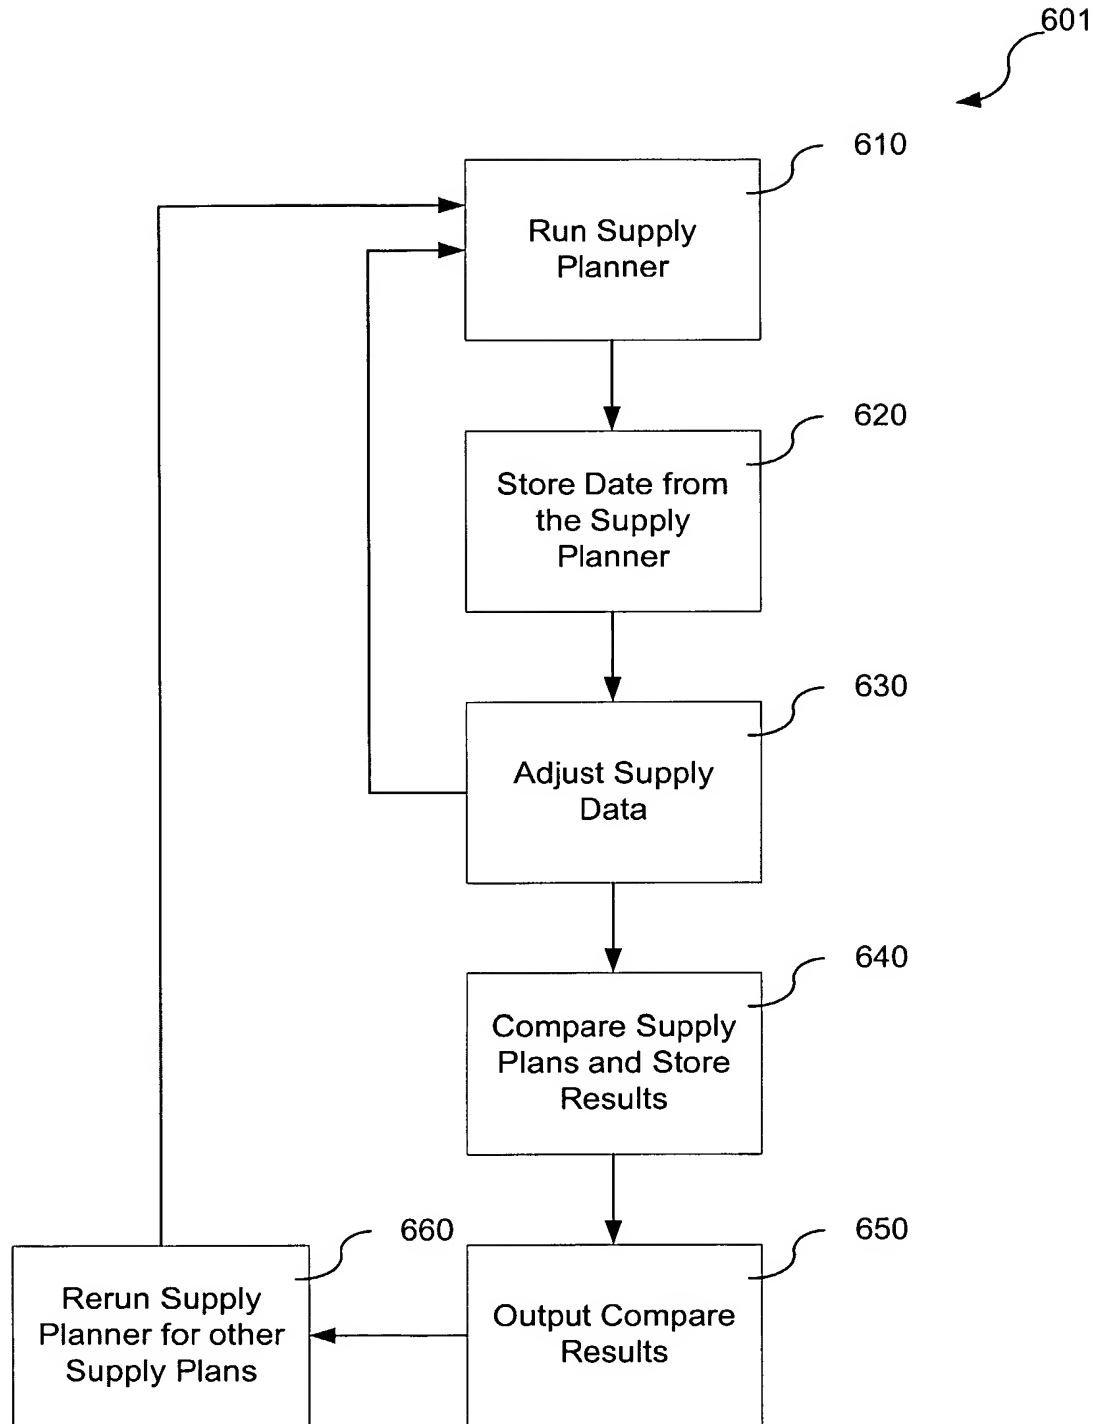 601
610
Run Supply
Planner
620
Store Date from
the Supply
Planner
630
Adjust Supply
Data
640
Compare Supply
Plans and Store
Results
650
Output Compare
Results
660
Rerun Supply
Planner for other
Supply Plans